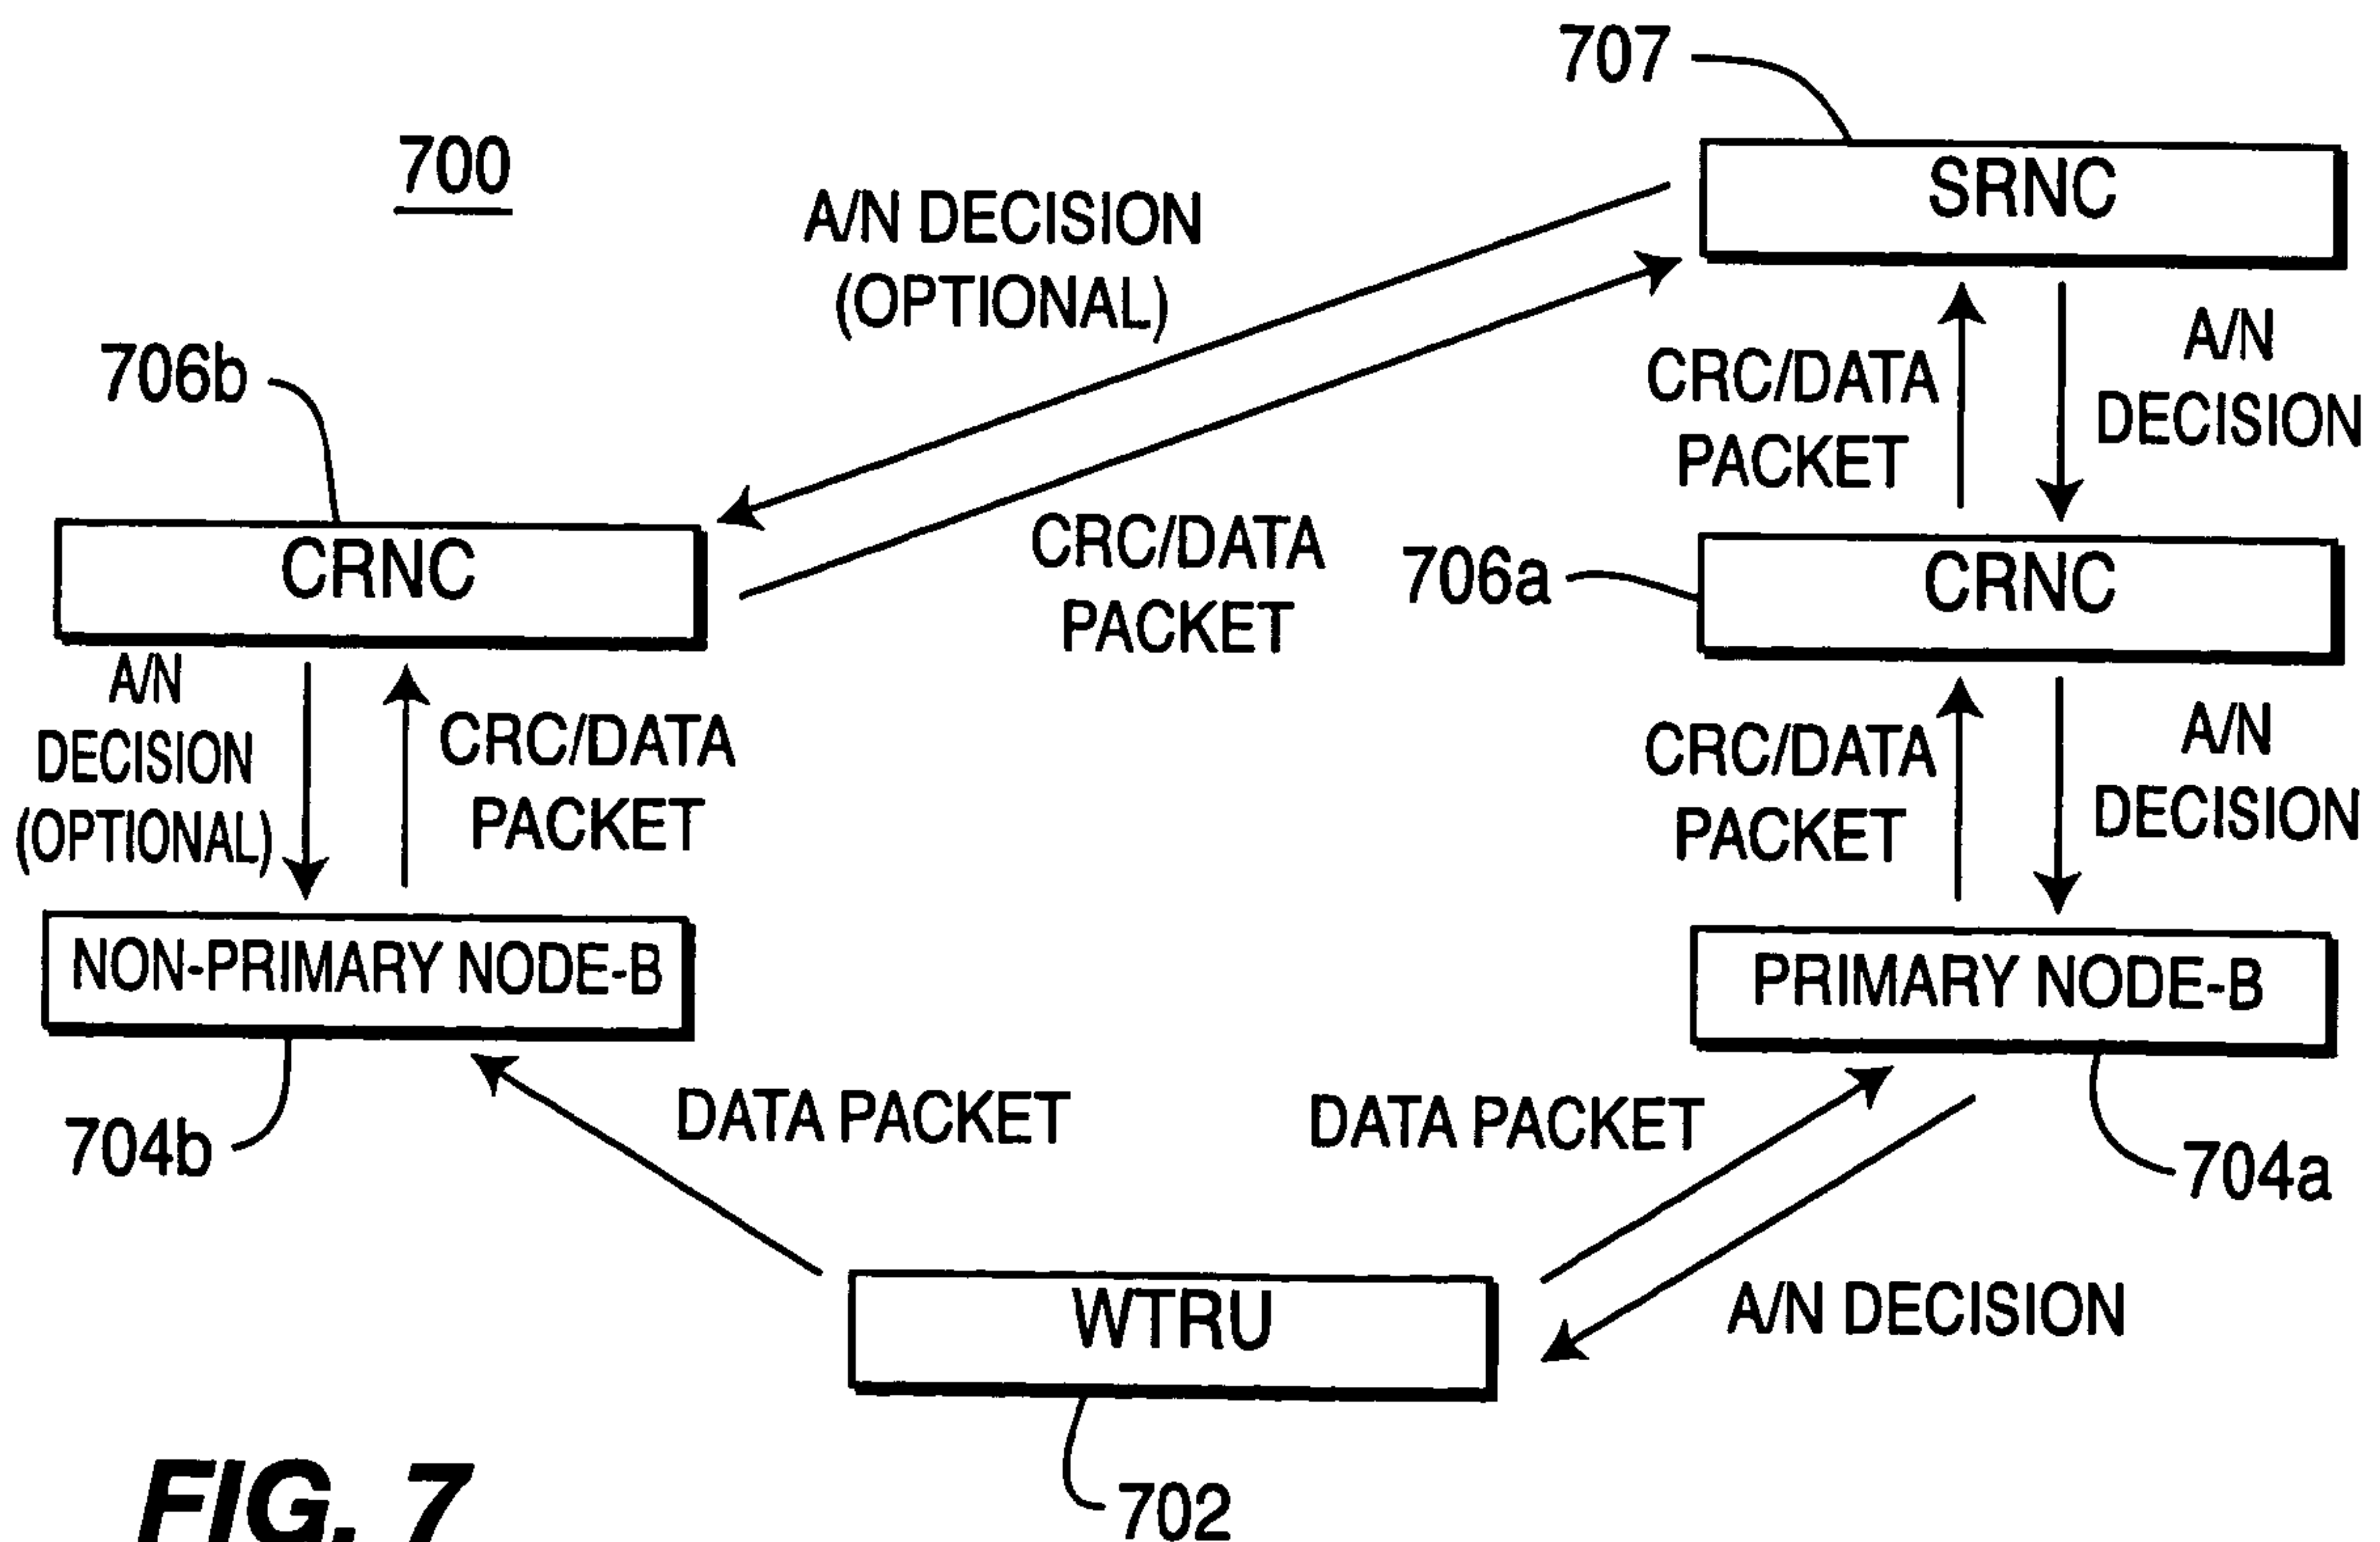 707
700
SRNC
A/N DECISION
(OPTIONAL)
CRC/DATA
PACKET
A/N
DECISION
706b
CRNC
CRC/DATA
PACKET
706a
CRNC
A/N
DECISION
(OPTIONAL)
CRC/DATA
PACKET
CRC/DATA
PACKET
A/N
DECISION
NON-PRIMARY NODE-B
PRIMARY NODE-B
704b
DATA PACKET
DATA PACKET
704a
WTRU
A/N DECISION
702
FIG. 7